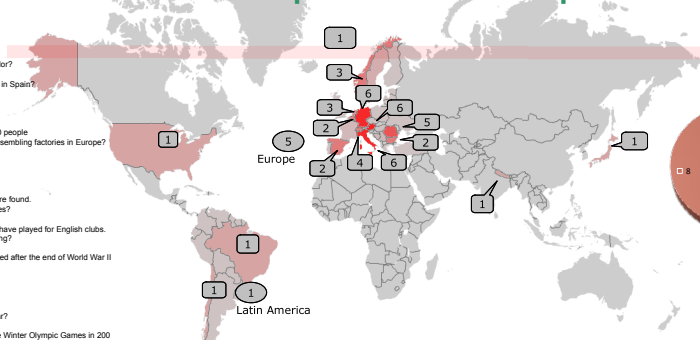 or?
in Spain?
people
sembling factories in Europe?
re found.
es?
have played for English clubs.
ng?
ed after the end of World War II
r?
e Winter Olympic Games in 200
1
3
6
3
6
2
5
2
2
4
6
1
5
Europe
1
1
1
1
1
Latin America
8